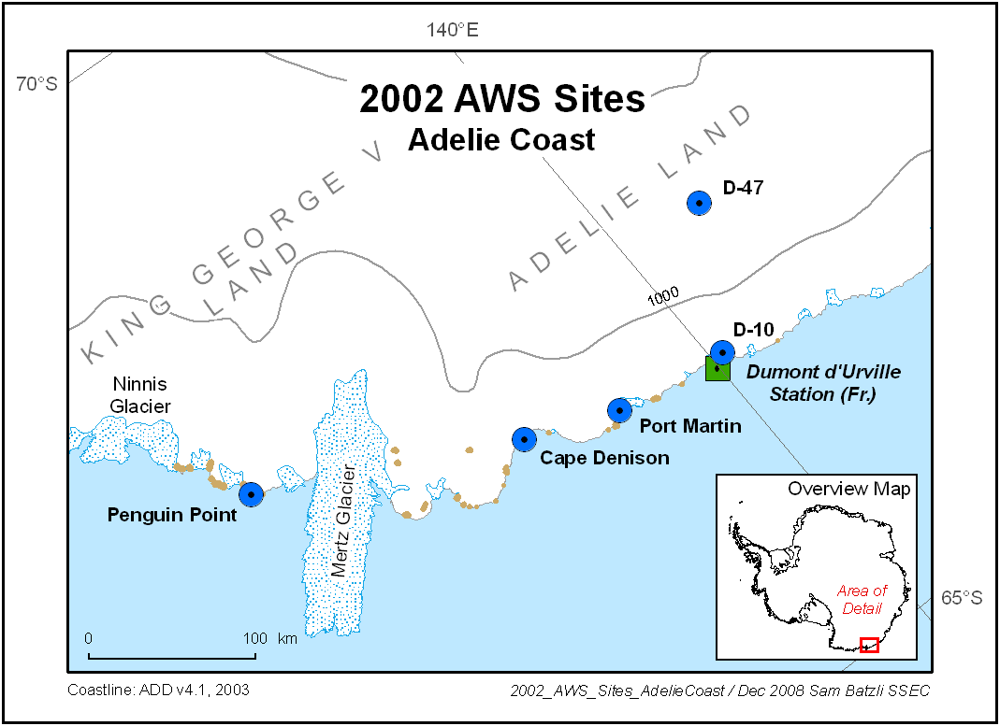 140°E
70°S
2002 AWS Sites
Adelie Coast
KING GEORGE V
LAND
ADELIE LAND
D-47
1000
D-10
Dumont d'Urville
Station (Fr.)
Ninnis
Glacier
Port Martin
Cape Denison
Penguin Point
Mertz Glacier
Overview Map
Area of
Detail
65°S
0 100 km
Coastline: ADD v4.1, 2003
2002_AWS_Sites_AdelieCoast / Dec 2008 Sam Batzli SSEC